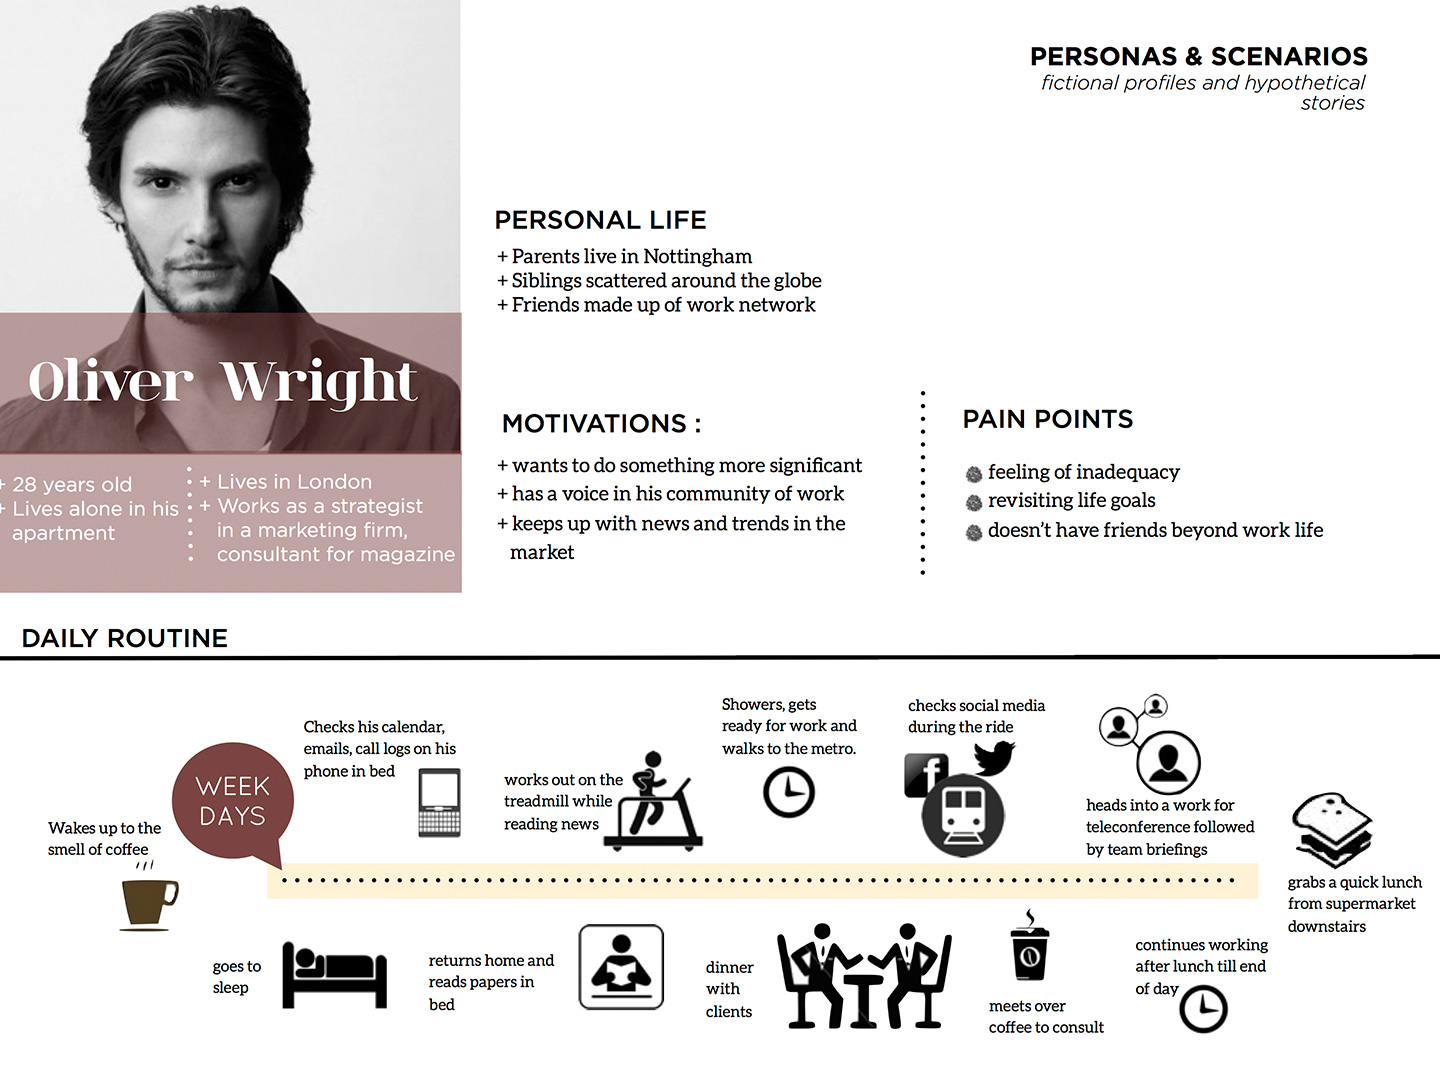 PERSONAS & SCENARIOS
fictional profiles and hypothetical
stories
PERSONAL LIFE
+ Parents live in Nottingham
+ Siblings scattered around the globe
+ Friends made up of work network
Oliver Wright
+ 28 years old
+ Lives alone in his
apartment
+ Lives in London
+ Works as a strategist
in a marketing firm,
consultant for magazine
MOTIVATIONS :
+ wants to do something more significant
+ has a voice in his community of work
+ keeps up with news and trends in the
market
PAIN POINTS
feeling of inadequacy
revisiting life goals
doesn't have friends beyond work life
DAILY ROUTINE
WEEK
DAYS
Wakes up to the
smell of coffee
Checks his calendar,
emails, call logs on his
phone in bed
works out on the
treadmill while
reading news
Showers, gets
ready for work and
walks to the metro.
checks social media
during the ride
f
heads into a work for
teleconference followed
by team briefings
grabs a quick lunch
from supermarket
downstairs
continues working
after lunch till end
of day
meets over
coffee to consult
dinner
with
clients
returns home and
reads papers in
bed
goes to
sleep